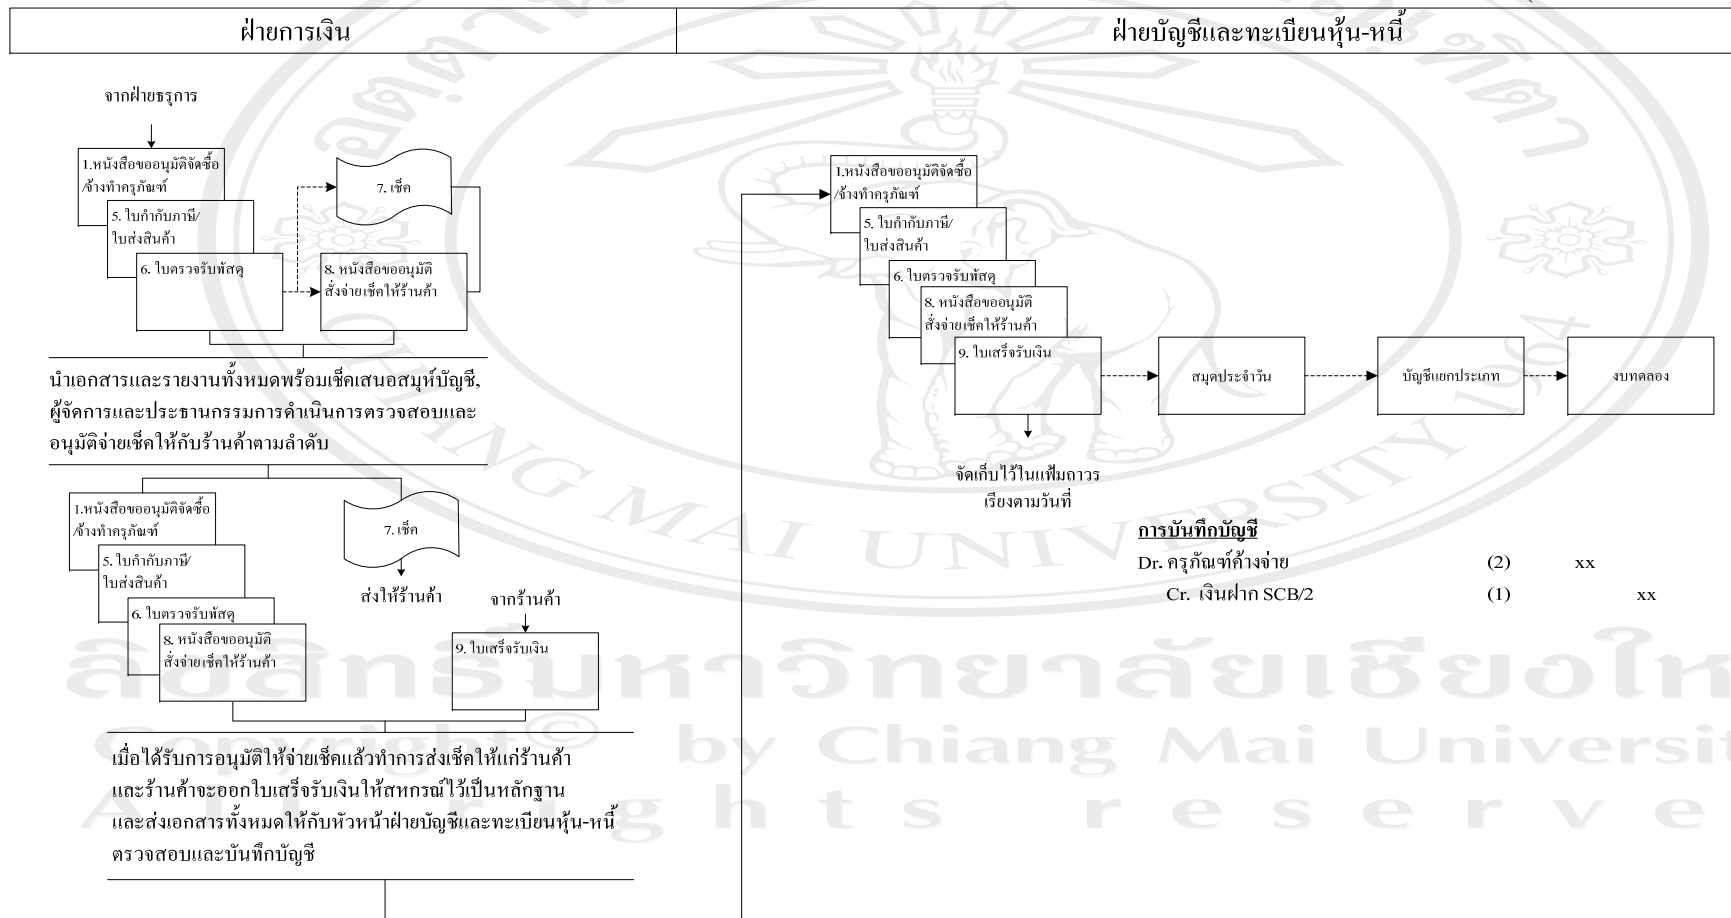 ฝ่ายการเงิน
ฝ่ายบัญชีและทะเบียนหุ้น-หนี้
จากฝ่ายธุรการ
1.หนังสือขออนุมัติจัดซื้อ
/จ้างทำครุภัณฑ์
5. ใบกำกับภาษี/
ใบส่งสินค้า
6. ใบตรวจรับพัสดุ
7. เช็ค
8. หนังสือขออนุมัติ
สั่งจ่ายเช็คให้ร้านค้า
นำเอกสารและรายงานทั้งหมดพร้อมเช็คเสนอสมุห์บัญชี,
ผู้จัดการและประธานกรรมการดำเนินการตรวจสอบและ
อนุมัติจ่ายเช็คให้กับร้านค้าตามลำดับ
1.หนังสือขออนุมัติจัดซื้อ
/จ้างทำครุภัณฑ์
5. ใบกำกับภาษี/
ใบส่งสินค้า
6. ใบตรวจรับพัสดุ
8. หนังสือขออนุมัติ
สั่งจ่ายเช็คให้ร้านค้า
7. เช็ค
ส่งให้ร้านค้า
จากร้านค้า
9. ใบเสร็จรับเงิน
เมื่อได้รับการอนุมัติให้จ่ายเช็คแล้วทำการส่งเช็คให้แก่ร้านค้า
และร้านค้าจะออกใบเสร็จรับเงินให้สหกรณ์ไว้เป็นหลักฐาน
และส่งเอกสารทั้งหมดให้กับหัวหน้าฝ่ายบัญชีและทะเบียนหุ้น-หนี้
ตรวจสอบและบันทึกบัญชี
1.หนังสือขออนุมัติจัดซื้อ
/จ้างทำครุภัณฑ์
5. ใบกำกับภาษี/
ใบส่งสินค้า
6. ใบตรวจรับพัสดุ
8. หนังสือขออนุมัติ
สั่งจ่ายเช็คให้ร้านค้า
9. ใบเสร็จรับเงิน
สมุดประจำวัน
บัญชีแยกประเภท
งบทดลอง
จัดเก็บไว้ในแฟ้มถาวร
เรียงตามวันที่
การบันทึกบัญชี
Dr. ครุภัณฑ์ค้างจ่าย (2) xx
Cr. เงินฝาก SCB/2 (1) xx
CHIANG MAI UNIVERSITY 1964
ลิขสิทธิ์มหาวิทยาลัยเชียงให
Copyright© by Chiang Mai Universit
All rights reserve